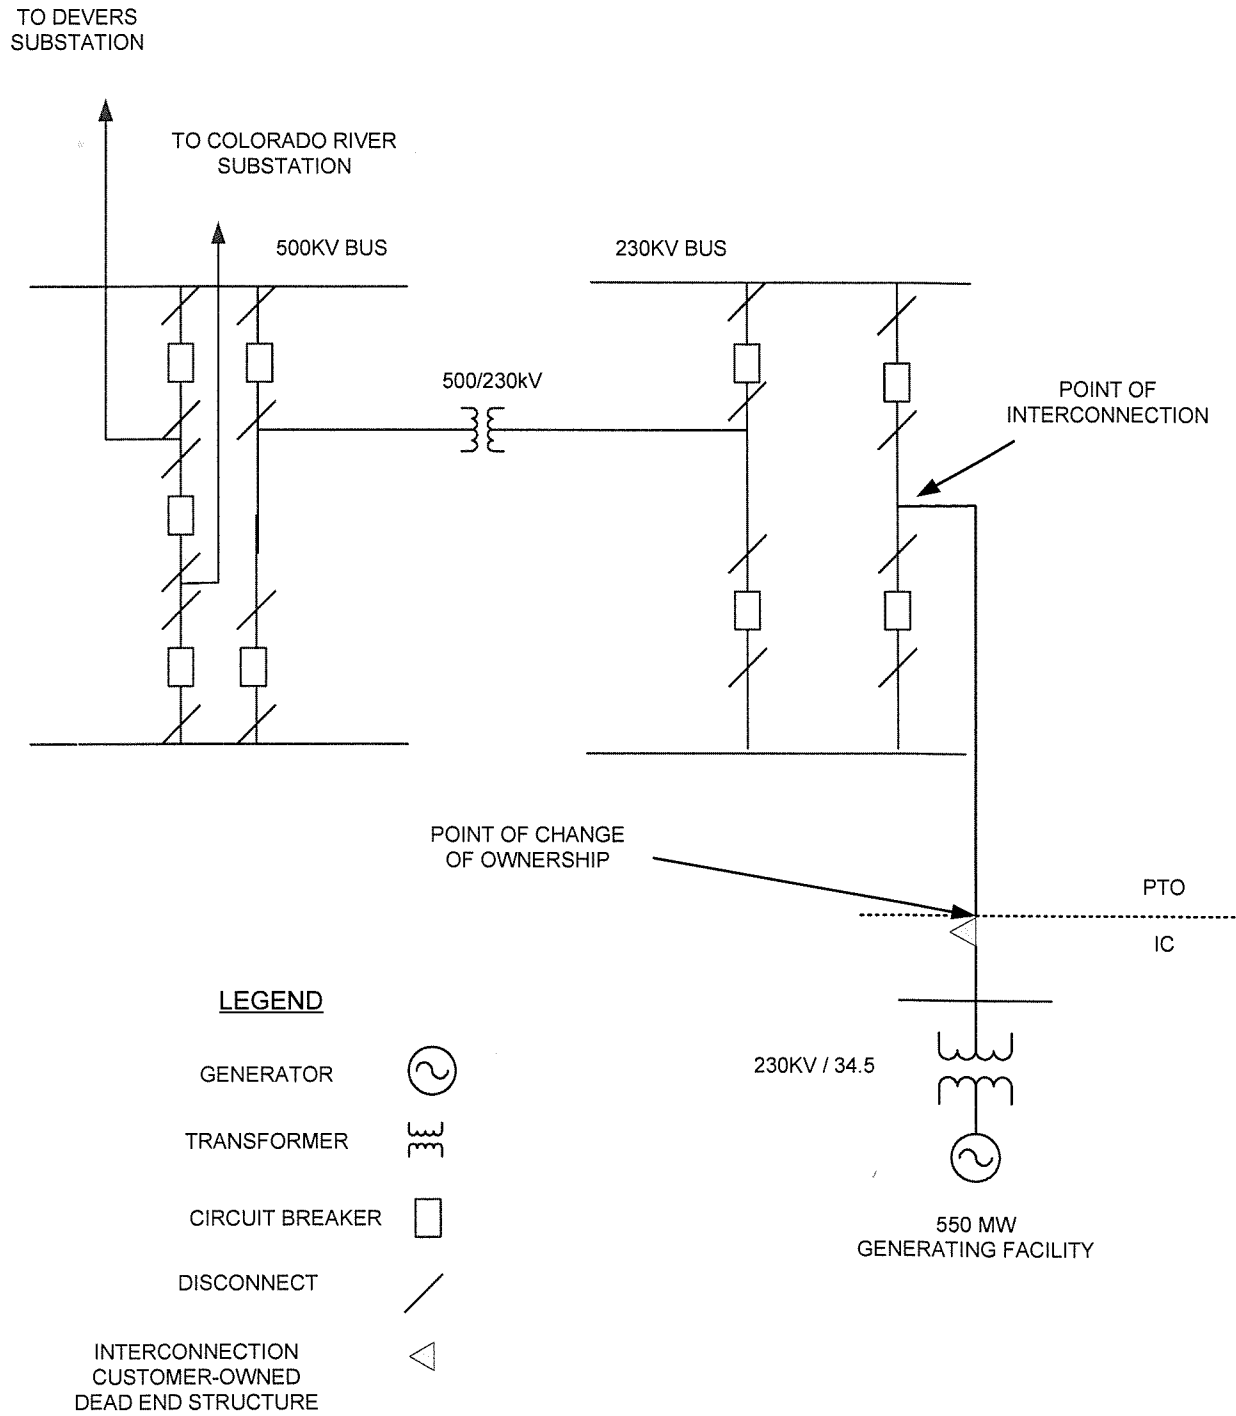 TO DEVERS
SUBSTATION
TO COLORADO RIVER
SUBSTATION
500KV BUS
230KV BUS
500/230kV
POINT OF
INTERCONNECTION
POINT OF CHANGE
OF OWNERSHIP
PTO
IC
230KV / 34.5
550 MW
GENERATING FACILITY
LEGEND
GENERATOR
TRANSFORMER
CIRCUIT BREAKER
DISCONNECT
INTERCONNECTION
CUSTOMER-OWNED
DEAD END STRUCTURE